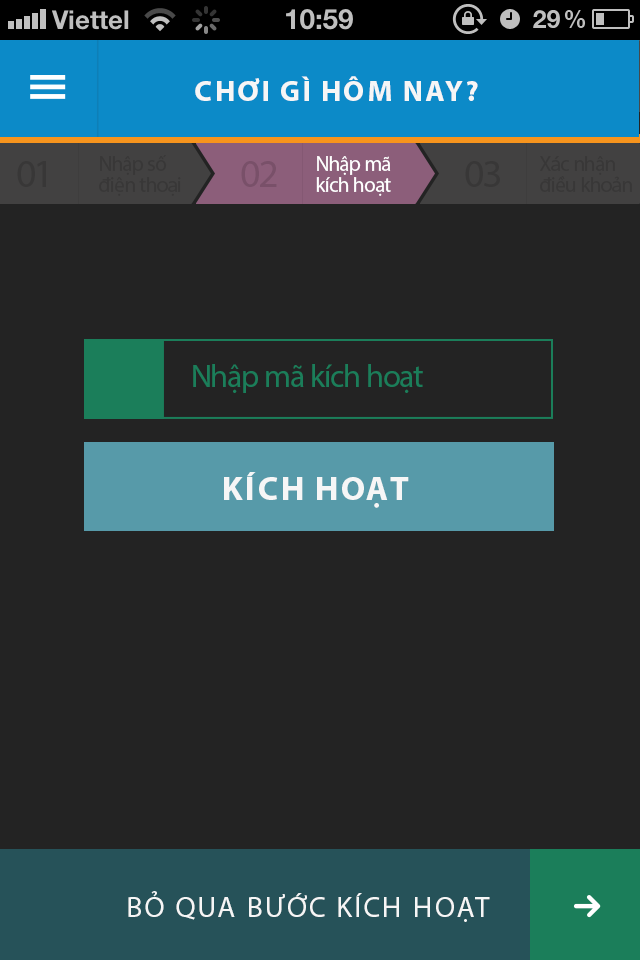 Viettel 10:59 29 %
CHƠI GÌ HÔM NAY?
01 Nhập số
điện thoại
02 Nhập mã
kích hoạt
03 Xác nhận
điều khoản
Nhập mã kích hoạt
KÍCH HOẠT
BỎ QUA BƯỚC KÍCH HOẠT